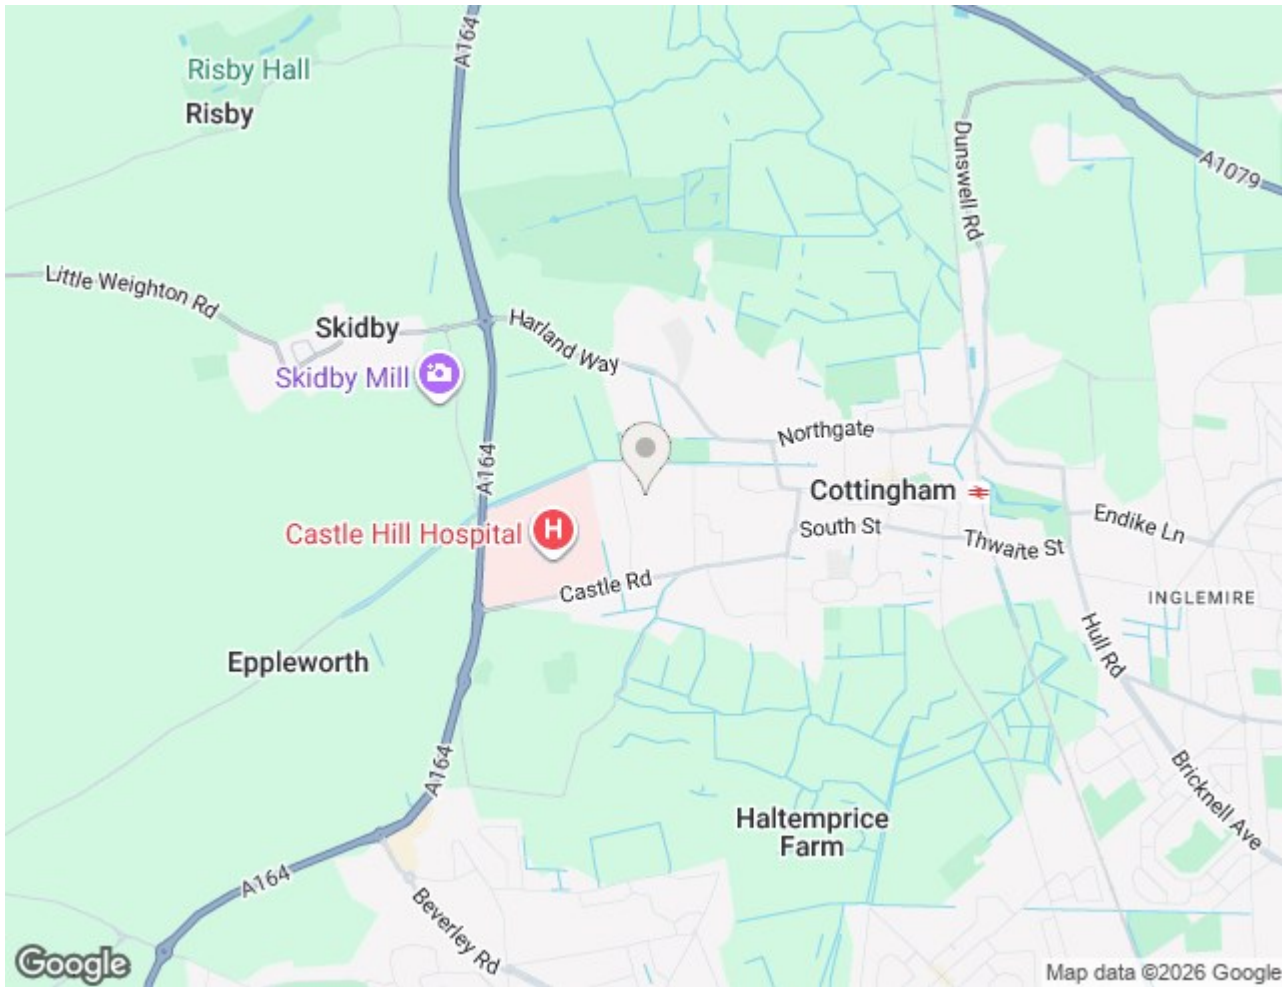 A164
Risby Hall
Risby
Dunswell Rd
A1079
Little Weighton Rd
Skidby
Harland Way
Skidby Mill
Northgate
A164
Cottingham
Castle Hill Hospital
H
South St
Endike Ln
Thwaite St
Castle Rd
INGLEMIRE
Hull Rd
Eppleworth
A164
Bricknell Ave
Haltemprice
Farm
A164
Beverley Rd
Google
Map data ©2026 Google